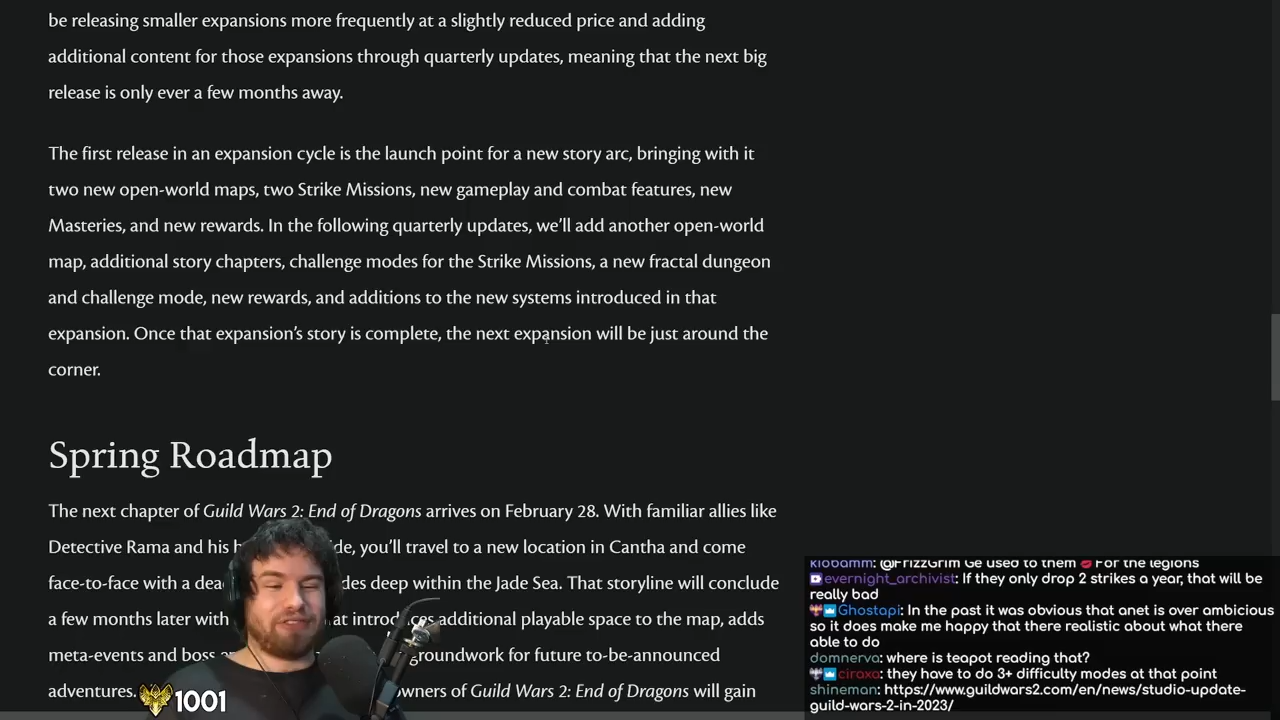 be releasing smaller expansions more frequently at a slightly reduced price and adding
additional content for those expansions through quarterly updates, meaning that the next big
release is only ever a few months away.
The first release in an expansion cycle is the launch point for a new story arc, bringing with it
two new open-world maps, two Strike Missions, new gameplay and combat features, new
Masteries, and new rewards. In the following quarterly updates, we'll add another open-world
map, additional story chapters, challenge modes for the Strike Missions, a new fractal dungeon
and challenge mode, new rewards, and additions to the new systems introduced in that
expansion. Once that expansion's story is complete, the next expansion will be just around the
corner.
Spring Roadmap
The next chapter of Guild Wars 2: End of Dragons arrives on February 28. With familiar allies like
Detective Rama and his you'll travel to a new location in Cantha and come
face-to-face with a deep within the Jade Sea. That storyline will conclude
a few months later with additional playable space to the map, adds
meta-events and boss groundwork for future to-be-announced
adventures. owners of Guild Wars 2: End of Dragons will gain
1001
@FrizzGrim Ge used to them For the legions
evernight_archivist: If they only drop 2 strikes a year, that will be
really bad
Ghostapi: In the past it was obvious that anet is over ambicious
so it does make me happy that there realistic about what there
able to do
domnerva: where is teapot reading that?
ciraxa: they have to do 3+ difficulty modes at that point
shineman: https://www.guildwars2.com/en/news/studio-update-
guild-wars-2-in-2023/